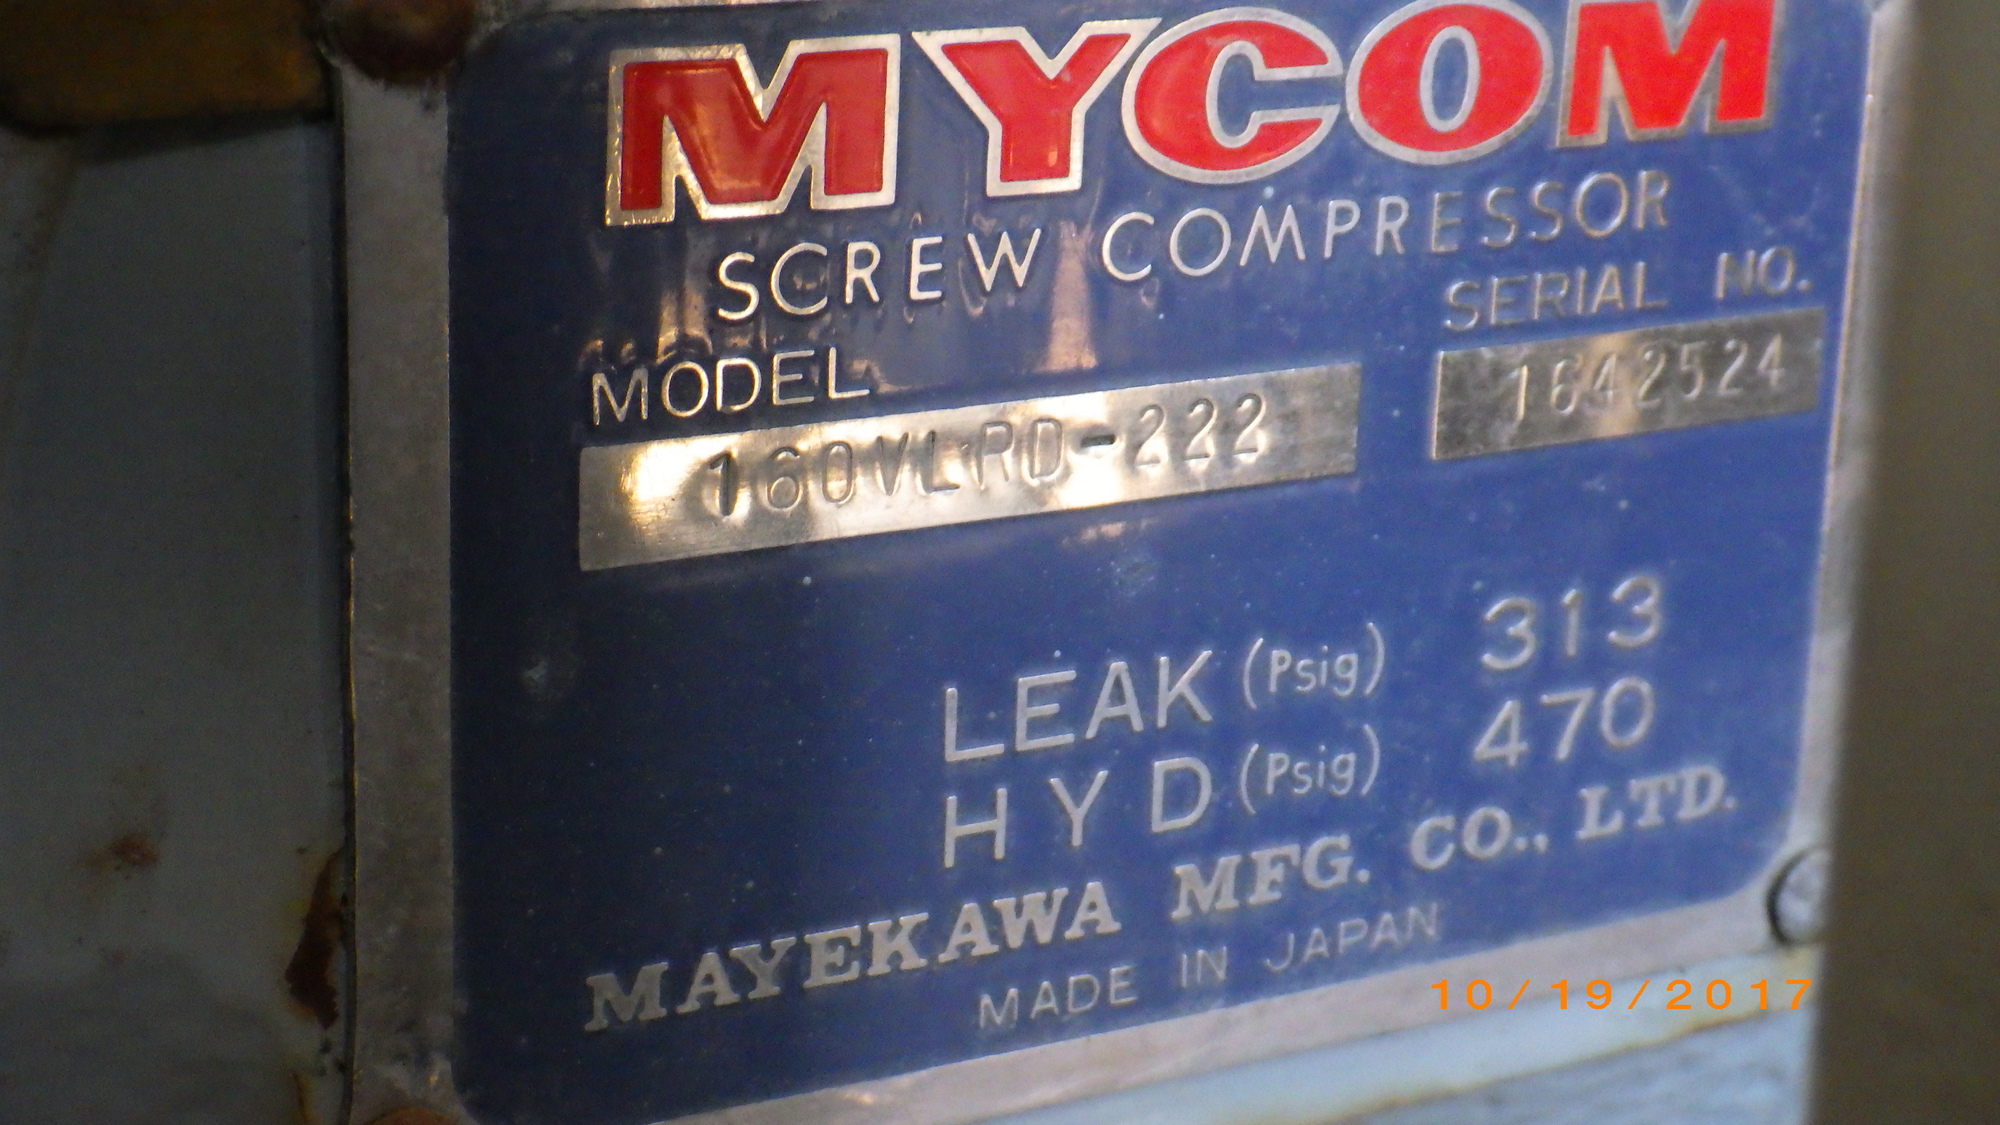 MYCOM
SCREW COMPRESSOR
MODEL
SERIAL NO.
160VLRD-222
1642524
LEAK (Psig) 313
HYD (Psig) 470
MAYEKAWA MFG. CO., LTD.
MADE IN JAPAN
10/19/2017